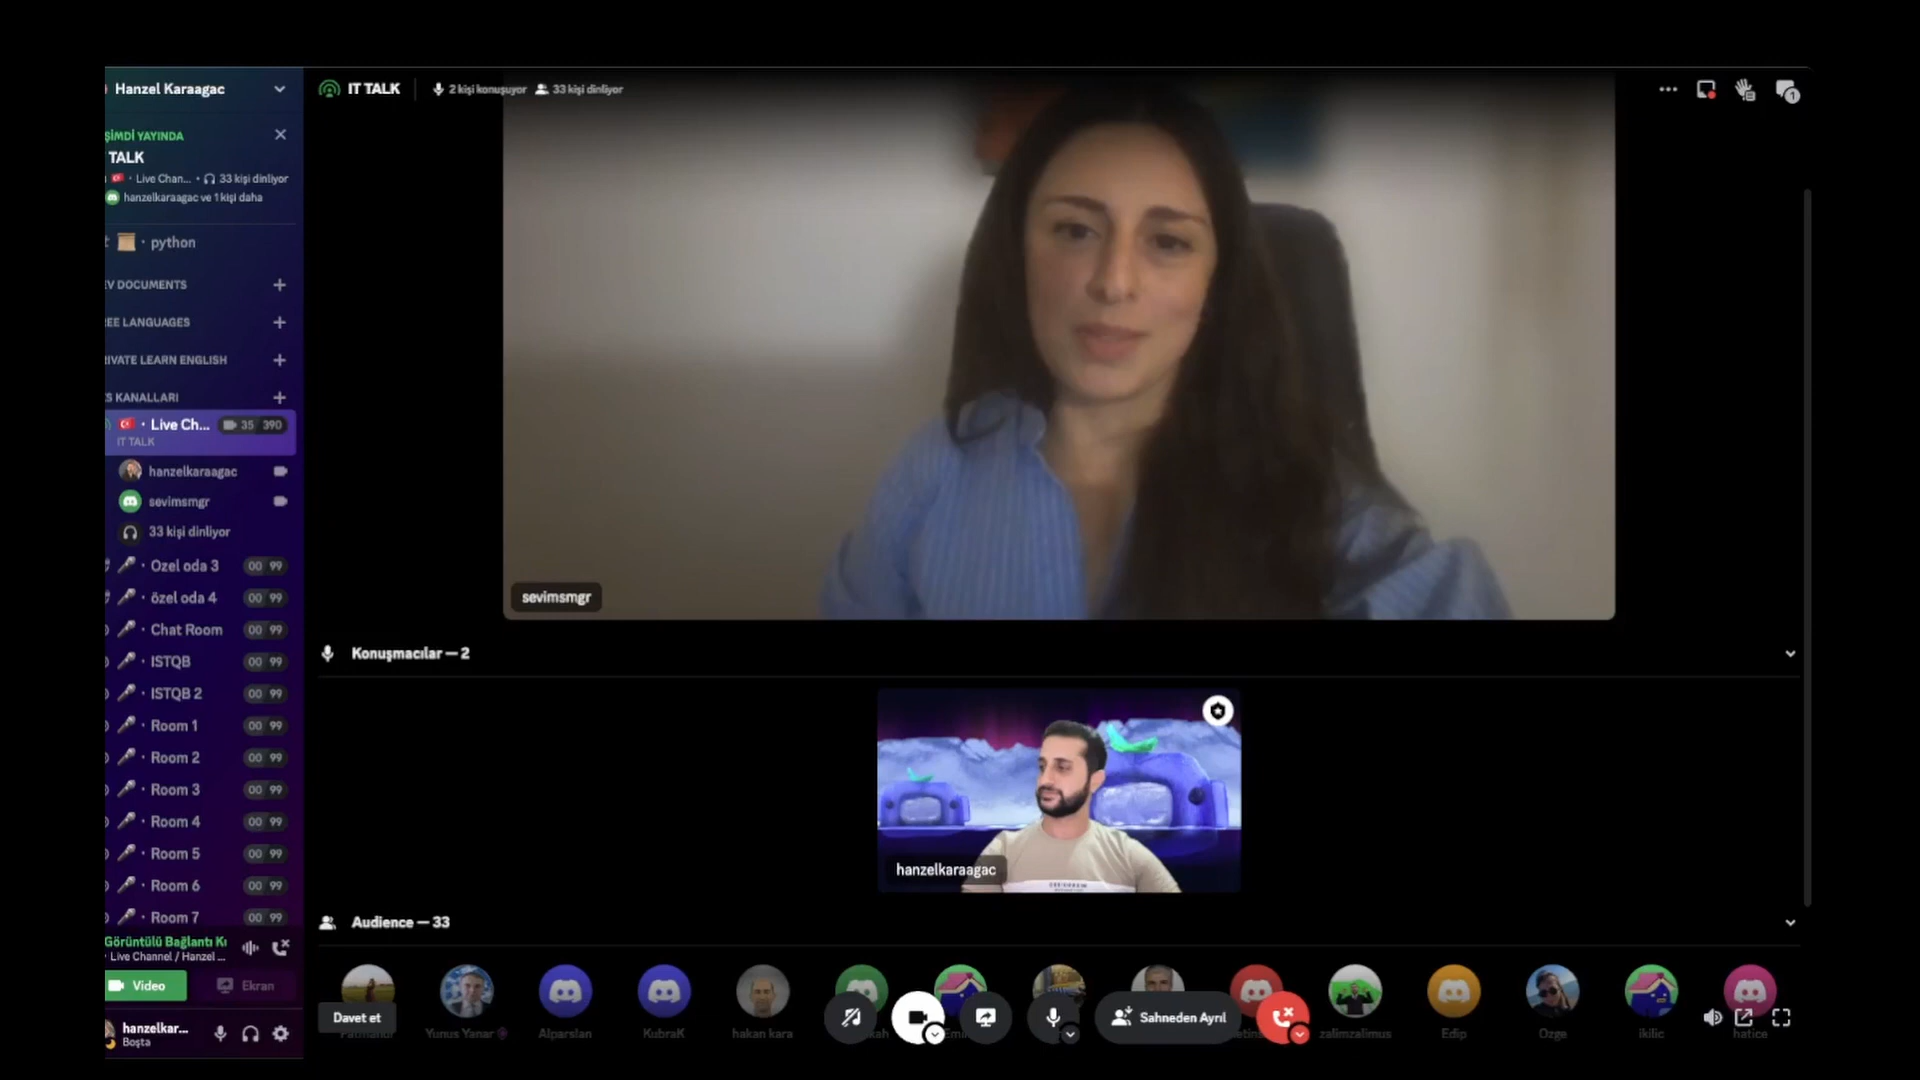 Hanzel Karaagac
ŞİMDİ YAYINDA
TALK
Live Chan... • 33 kişi dinliyor
hanzelkaraagac ve 1 kişi daha
python
DOCUMENTS
LANGUAGES
LEARN ENGLISH
KANALLARI
Live Ch... 35 390
IT TALK
hanzelkaraagac
sevimsmgr
33 kişi dinliyor
Ozel oda 3 00 99
özel oda 4 00 99
Chat Room 00 99
ISTQB 00 99
ISTQB 2 00 99
Room 1 00 99
Room 2 00 99
Room 3 00 99
Room 4 00 99
Room 5 00 99
Room 6 00 99
Room 7 00 99
Görüntülü Bağlantı
Live Channel / Hanzel ...
Video Ekran
hanzelkar...
Boşta
IT TALK 2 kişi konuşuyor 33 kişi dinliyor
1
sevimsmgr
Konuşmacılar — 2
hanzelkaraagac
Audience — 33
Davet et
Sahneden Ayrıl
Yunus Yanar
Alparslan
KubraK
hakan kara
zalimzalimus
Edip
Ozge
ikilic
hatice